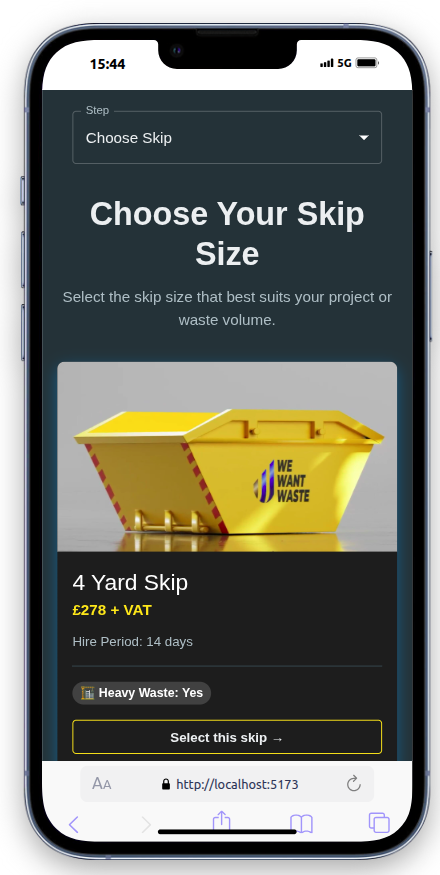 15:44
5G
Step
Choose Skip
Choose Your Skip
Size
Select the skip size that best suits your project or
waste volume.
WE
WANT
WASTE
4 Yard Skip
£278 + VAT
Hire Period: 14 days
Heavy Waste: Yes
Select this skip →
AA
http://localhost:5173